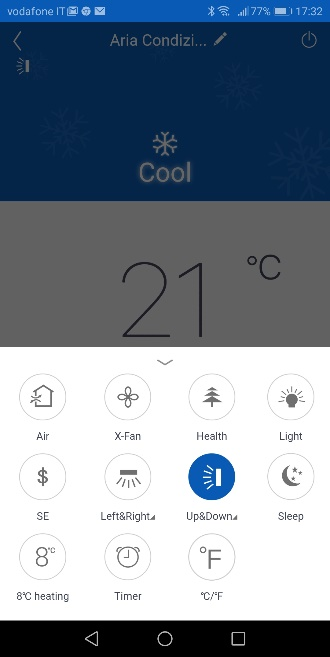 vodafone IT 77% 17:32
Aria Condizi...
Cool
21 °C
Air X-Fan Health Light
$
SE Left&Right Up&Down Sleep
8°C °F
8℃ heating Timer ℃/℉